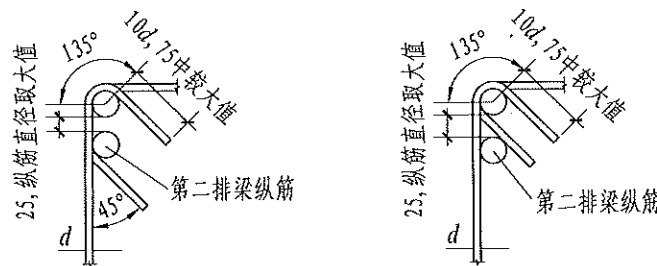 135°
10d, 75中较大值
25, 纵筋直径取大值
第二排梁纵筋
45°
d
135°
10d, 75中较大值
25, 纵筋直径取大值
第二排梁纵筋
d